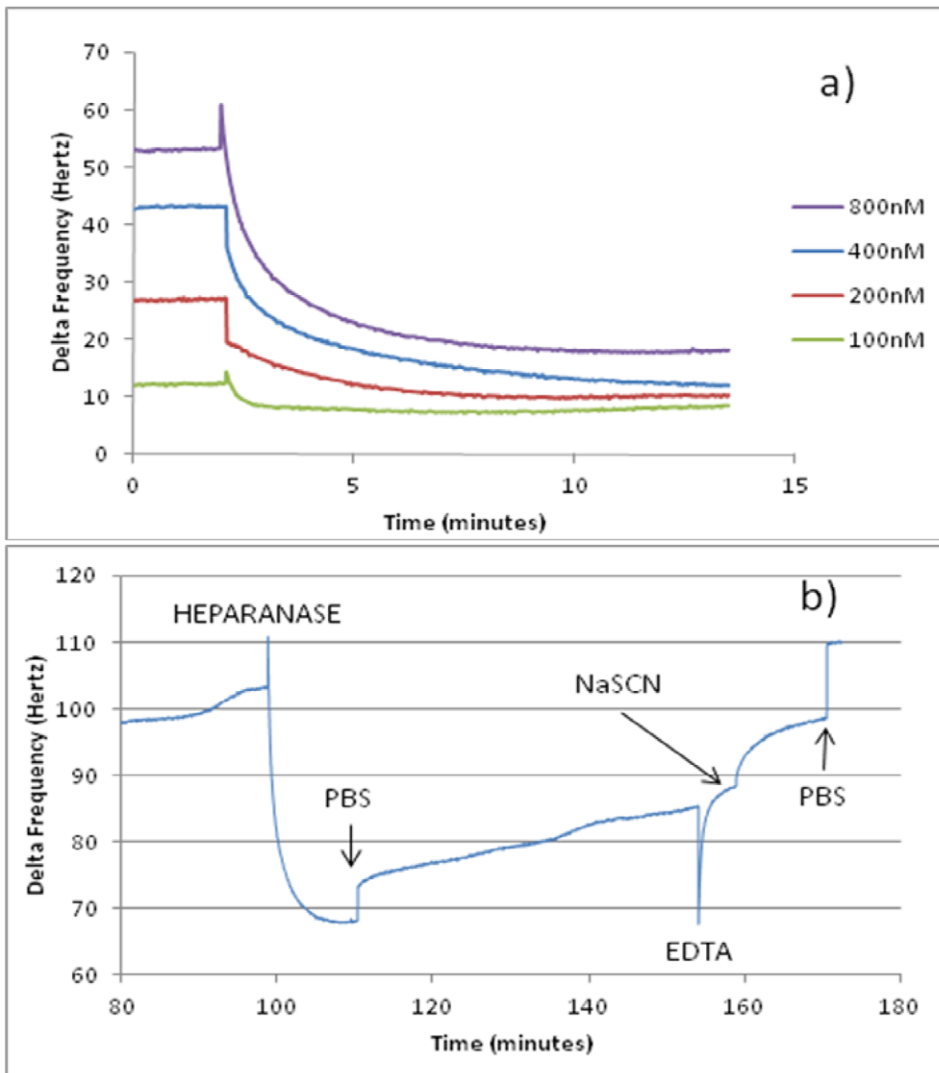 a)
70
60
50
40
30
20
10
0
Delta Frequency (Hertz)
800nM
400nM
200nM
100nM
0 5 10 15
Time (minutes)
b)
120
110
100
90
80
70
60
Delta Frequency (Hertz)
HEPARANASE
NaSCN
PBS
PBS
EDTA
80 100 120 140 160 180
Time (minutes)